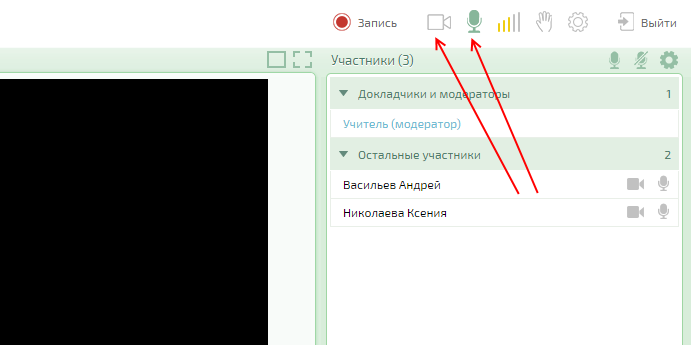 Запись
Выйти
Участники (3)
Докладчики и модераторы 1
Учитель (модератор)
Остальные участники 2
Васильев Андрей
Николаева Ксения